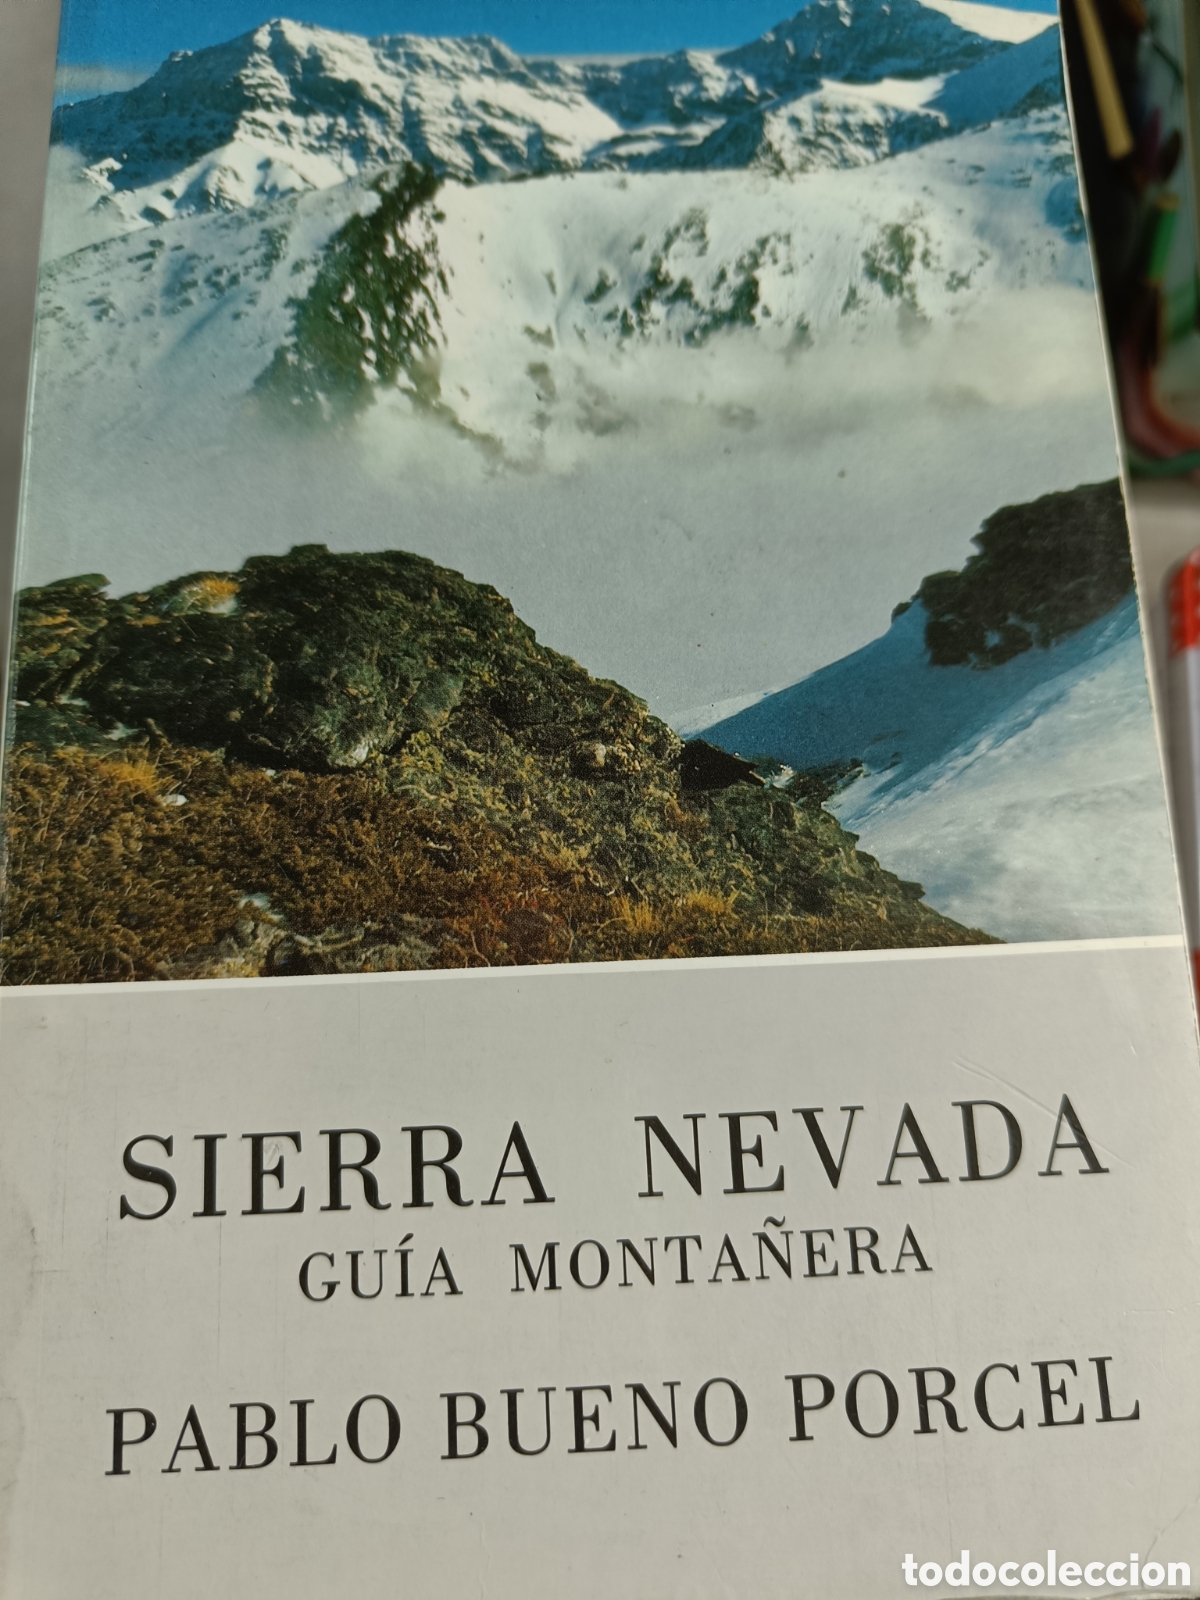 SIERRA NEVADA
GUÍA MONTAÑERA
PABLO BUENO PORCEL
todocoleccion